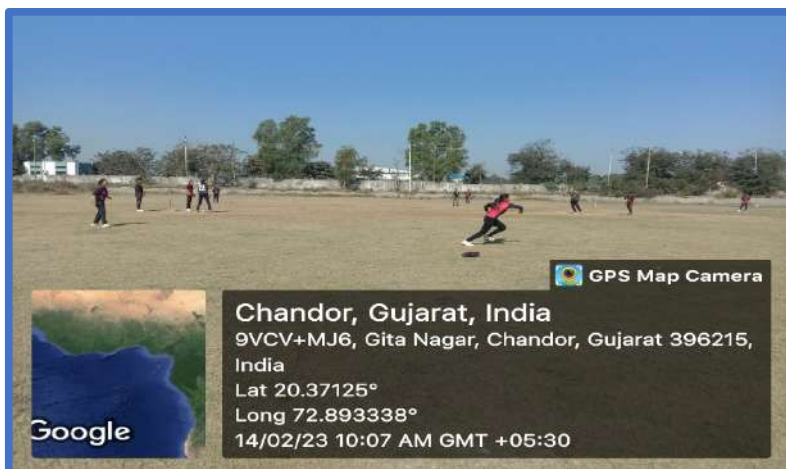 GPS Map Camera
Chandor, Gujarat, India
9VCV+MJ6, Gita Nagar, Chandor, Gujarat 396215,
India
Lat 20.37125°
Long 72.893338°
14/02/23 10:07 AM GMT +05:30
Google